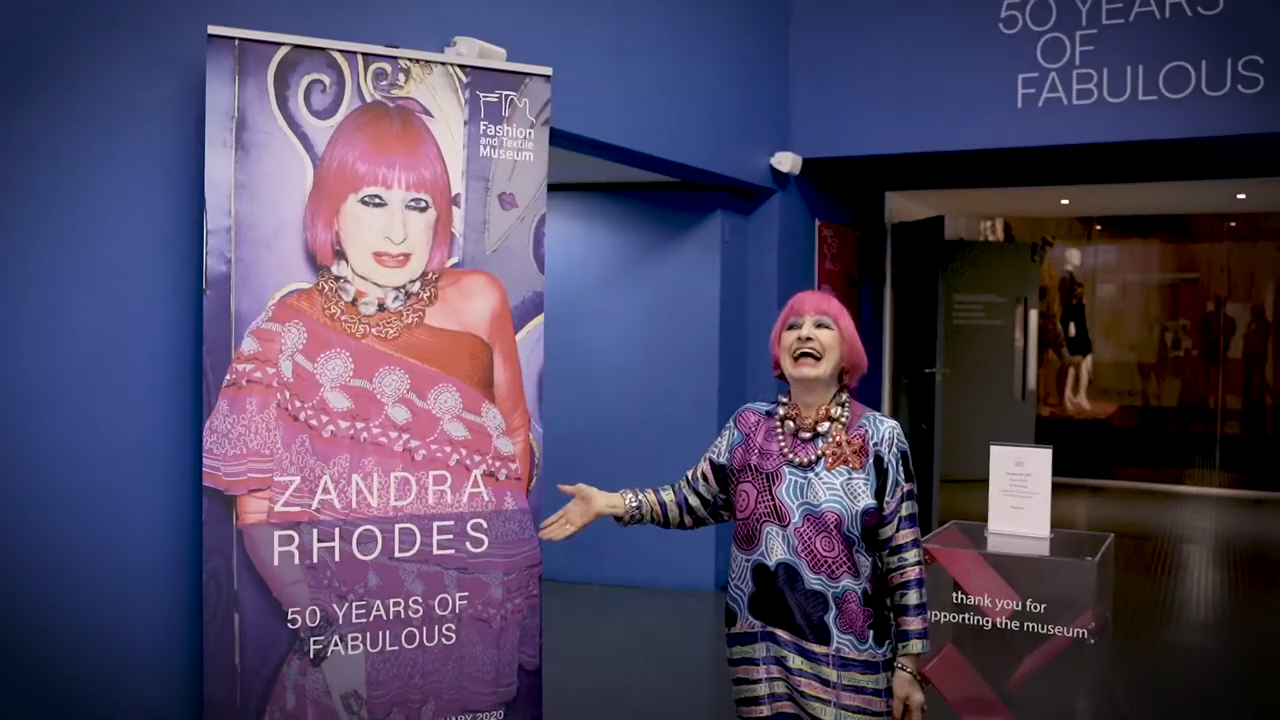 FTM
Fashion
and Textile
Museum
ZANDRA
RHODES
50 YEARS OF
FABULOUS
2020
50 YEARS
OF
FABULOUS
thank you for
the museum